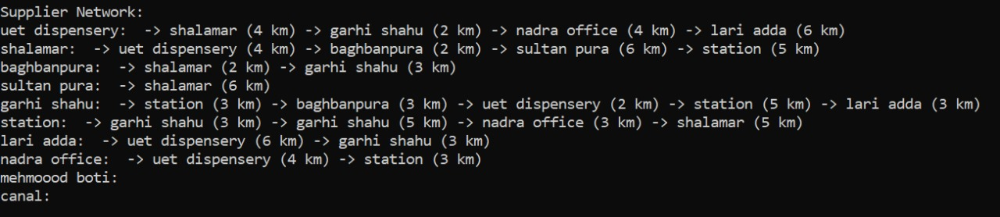 Supplier Network:
uet dispensery:  -> shalamar (4 km) -> garhi shahu (2 km) -> nadra office (4 km) -> lari adda (6 km)
shalamar:  -> uet dispensery (4 km) -> baghbanpura (2 km) -> sultan pura (6 km) -> station (5 km)
baghbanpura:  -> shalamar (2 km) -> garhi shahu (3 km)
sultan pura:  -> shalamar (6 km)
garhi shahu:  -> station (3 km) -> baghbanpura (3 km) -> uet dispensery (2 km) -> station (5 km) -> lari adda (3 km)
station:  -> garhi shahu (3 km) -> garhi shahu (5 km) -> nadra office (3 km) -> shalamar (5 km)
lari adda:  -> uet dispensery (6 km) -> garhi shahu (3 km)
nadra office:  -> uet dispensery (4 km) -> station (3 km)
mehmoood boti:
canal: